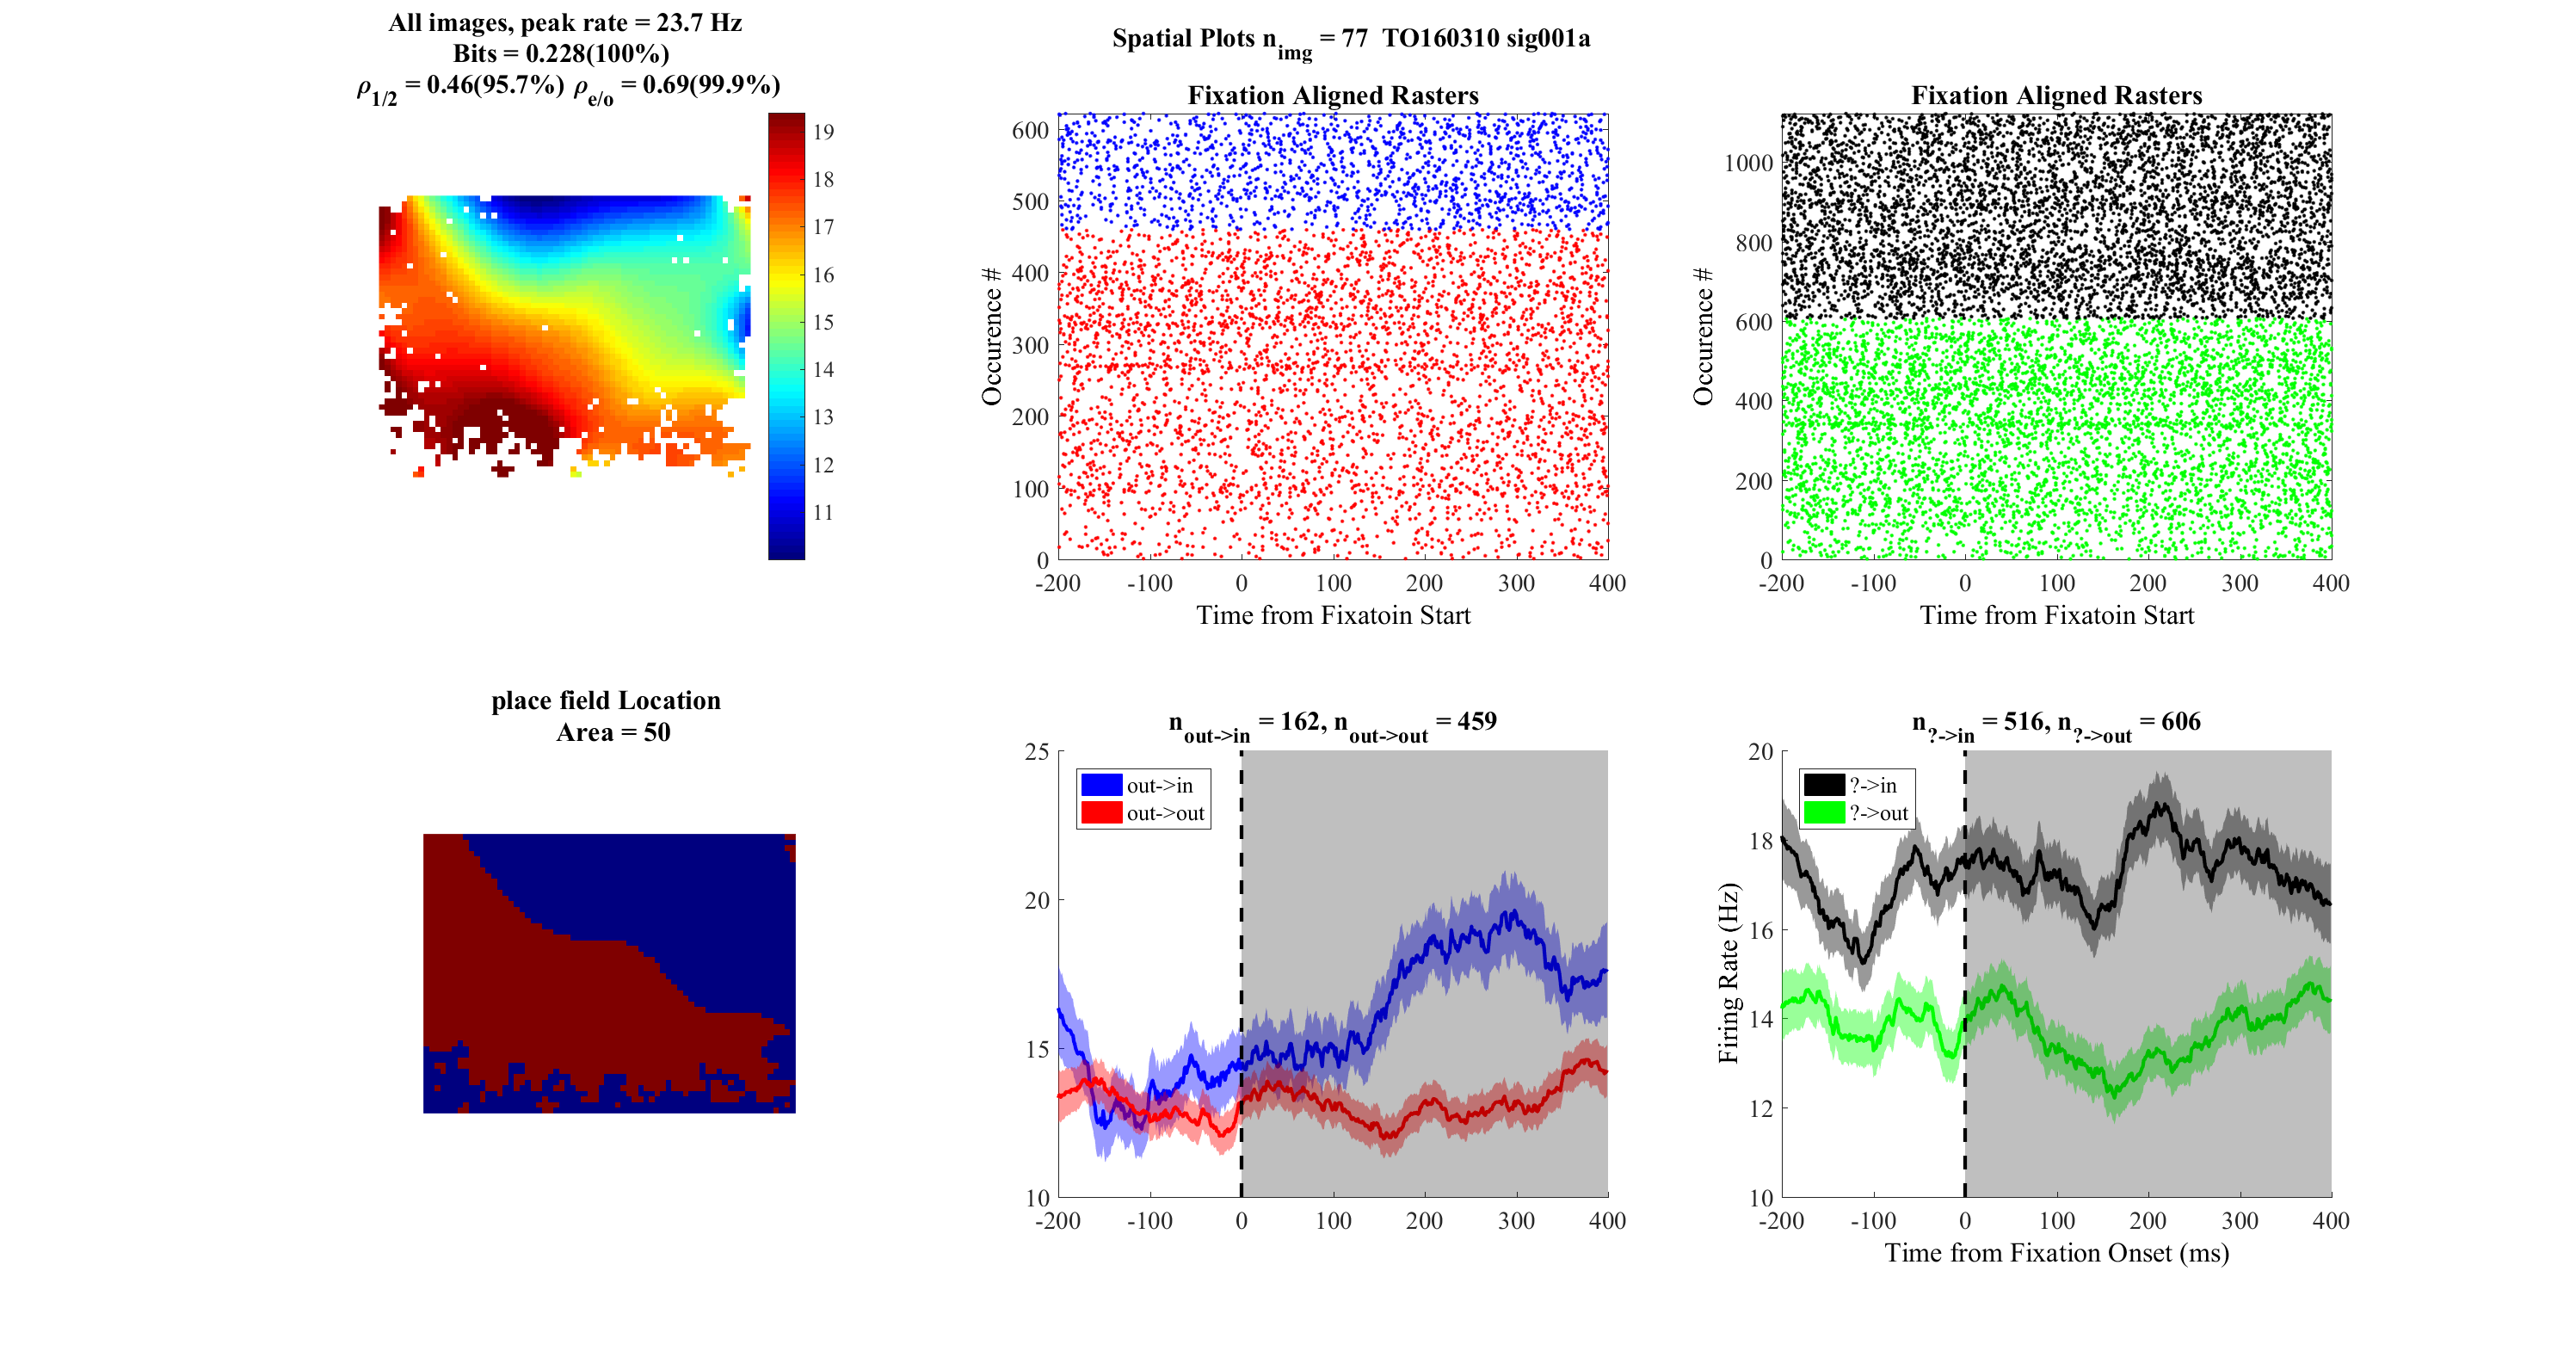 All images, peak rate = 23.7 Hz
Bits = 0.228(100%)
ρ1/2 = 0.46(95.7%) ρe/o = 0.69(99.9%)
19
18
17
16
15
14
13
12
11
Spatial Plots nimg = 77 TO160310 sig001a
Fixation Aligned Rasters
Occurence #
600
500
400
300
200
100
0
-200 -100 0 100 200 300 400
Time from Fixatoin Start
Fixation Aligned Rasters
Occurence #
1000
800
600
400
200
0
-200 -100 0 100 200 300 400
Time from Fixatoin Start
place field Location
Area = 50
nout->in = 162, nout->out = 459
25
20
15
10
out->in
out->out
-200 -100 0 100 200 300 400
n?->in = 516, n?->out = 606
Firing Rate (Hz)
20
18
16
14
12
10
?->in
?->out
-200 -100 0 100 200 300 400
Time from Fixation Onset (ms)